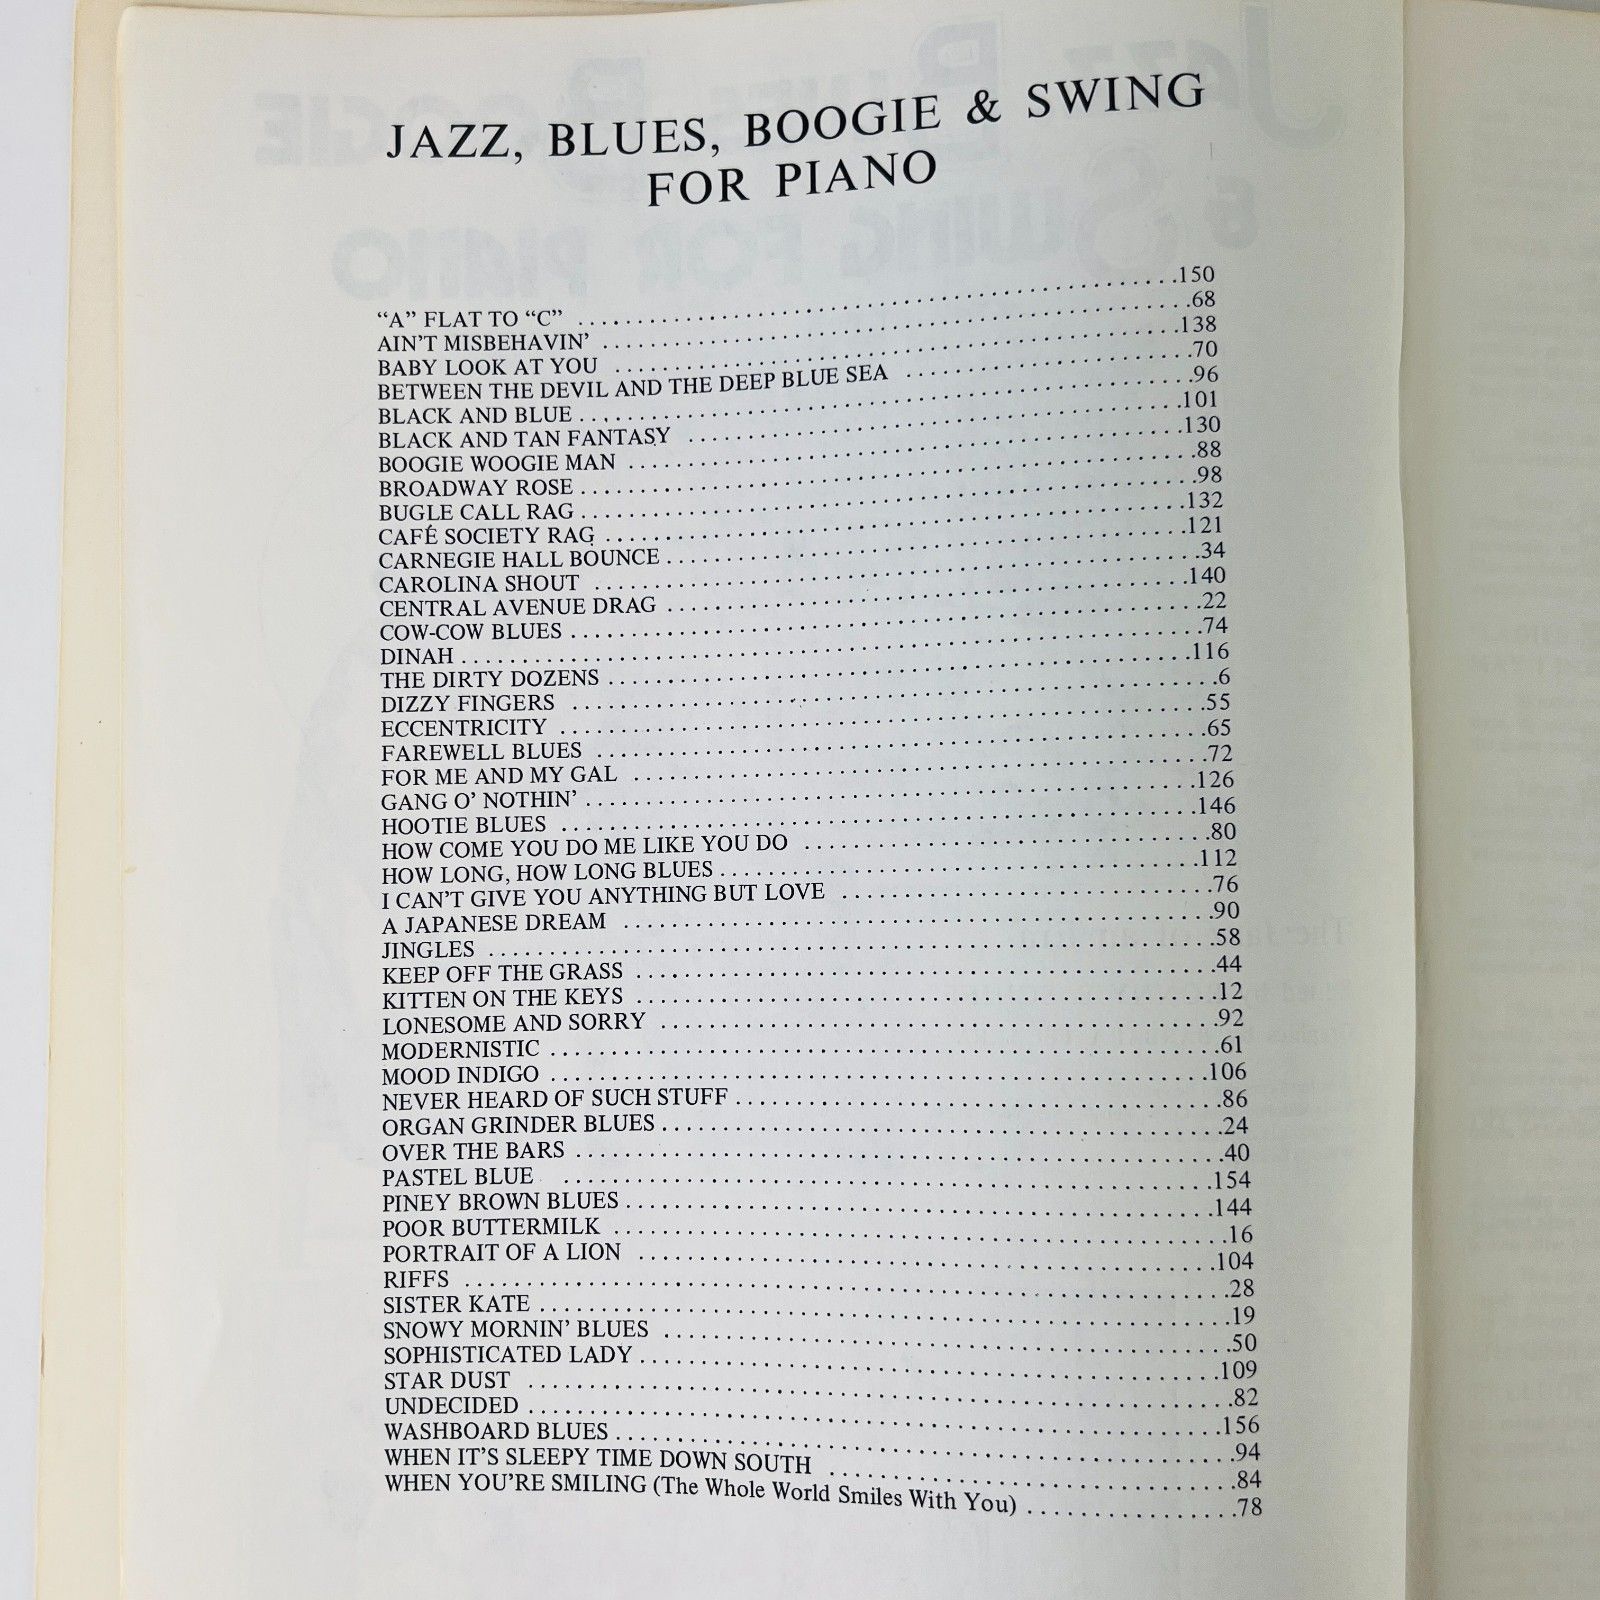 JAZZ, BLUES, BOOGIE & SWING
FOR PIANO
“A” FLAT TO “C” ... .150
AIN'T MISBEHAVIN' ... .68
BABY LOOK AT YOU ... .138
BETWEEN THE DEVIL AND THE DEEP BLUE SEA ... .70
BLACK AND BLUE ... .96
BLACK AND TAN FANTASY ... .101
BOOGIE WOOGIE MAN ... .130
BROADWAY ROSE ... .88
BUGLE CALL RAG ... .98
CAFÉ SOCIETY RAG ... .132
CARNEGIE HALL BOUNCE ... .121
CAROLINA SHOUT ... .34
CENTRAL AVENUE DRAG ... .140
COW-COW BLUES ... .22
DINAH ... .74
THE DIRTY DOZENS ... .116
DIZZY FINGERS ... .6
ECCENTRICITY ... .55
FAREWELL BLUES ... .65
FOR ME AND MY GAL ... .72
GANG O' NOTHIN' ... .126
HOOTIE BLUES ... .146
HOW COME YOU DO ME LIKE YOU DO ... .80
HOW LONG, HOW LONG BLUES ... .112
I CAN'T GIVE YOU ANYTHING BUT LOVE ... .76
A JAPANESE DREAM ... .90
JINGLES ... .58
KEEP OFF THE GRASS ... .44
KITTEN ON THE KEYS ... .12
LONESOME AND SORRY ... .92
MODERNISTIC ... .61
MOOD INDIGO ... .106
NEVER HEARD OF SUCH STUFF ... .86
ORGAN GRINDER BLUES ... .24
OVER THE BARS ... .40
PASTEL BLUE ... .154
PINEY BROWN BLUES ... .144
POOR BUTTERMILK ... .16
PORTRAIT OF A LION ... .104
RIFFS ... .28
SISTER KATE ... .19
SNOWY MORNIN' BLUES ... .50
SOPHISTICATED LADY ... .109
STAR DUST ... .82
UNDECIDED ... .156
WASHBOARD BLUES ... .94
WHEN IT'S SLEEPY TIME DOWN SOUTH ... .84
WHEN YOU'RE SMILING (The Whole World Smiles With You) ... .78